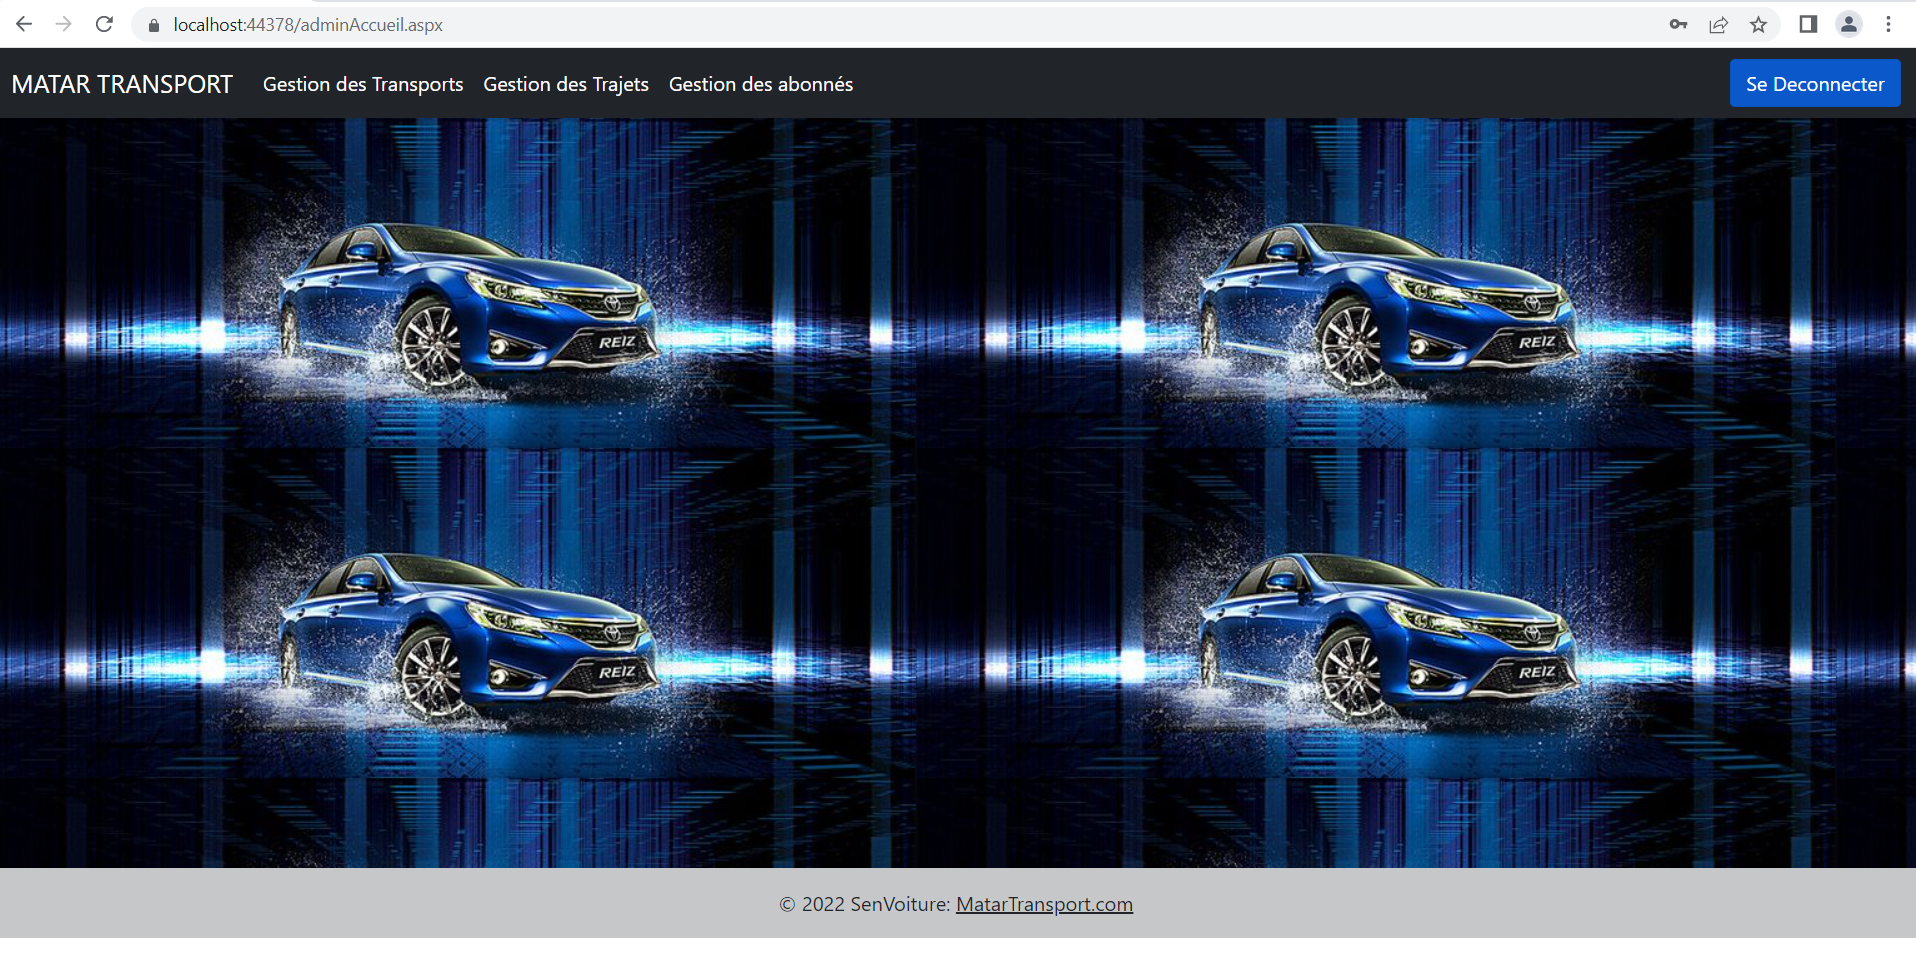 localhost:44378/adminAccueil.aspx
MATAR TRANSPORT Gestion des Transports Gestion des Trajets Gestion des abonnés Se Deconnecter
REIZ REIZ
REIZ REIZ
© 2022 SenVoiture: MatarTransport.com